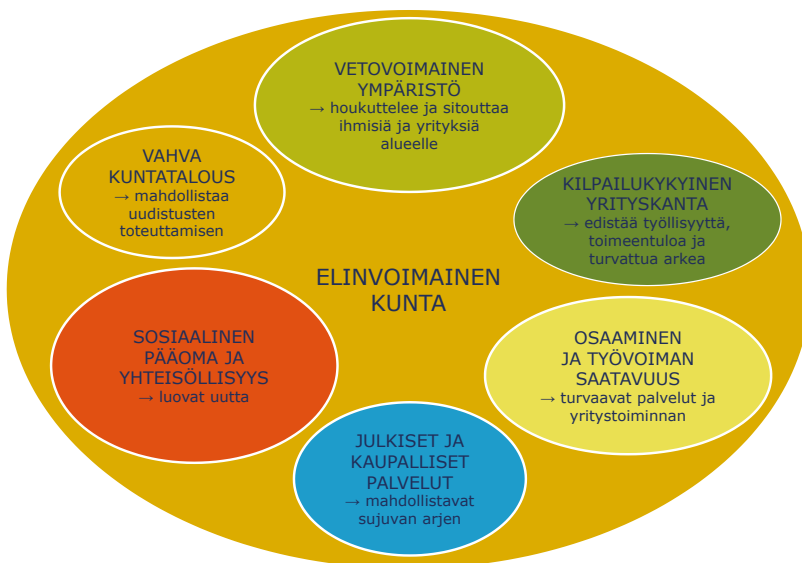 VETOVOIMAINEN
YMPÄRISTÖ
→ houkuttelee ja sitouttaa
ihmisiä ja yrityksiä
alueelle
VAHVA
KUNTATALOUS
→ mahdollistaa
uudistusten
toteuttamisen
KILPAILUKYKYINEN
YRITYSKANTA
→ edistää työllisyyttä,
toimeentuloa ja
turvattua arkea
ELINVOIMAINEN
KUNTA
SOSIAALINEN
PÄÄOMA JA
YHTEISÖLLISYYS
→ luovat uutta
OSAAMINEN
JA TYÖVOIMAN
SAATAVUUS
→ turvaavat palvelut ja
yritystoiminnan
JULKISET JA
KAUPALLISET
PALVELUT
→ mahdollistavat
sujuvan arjen